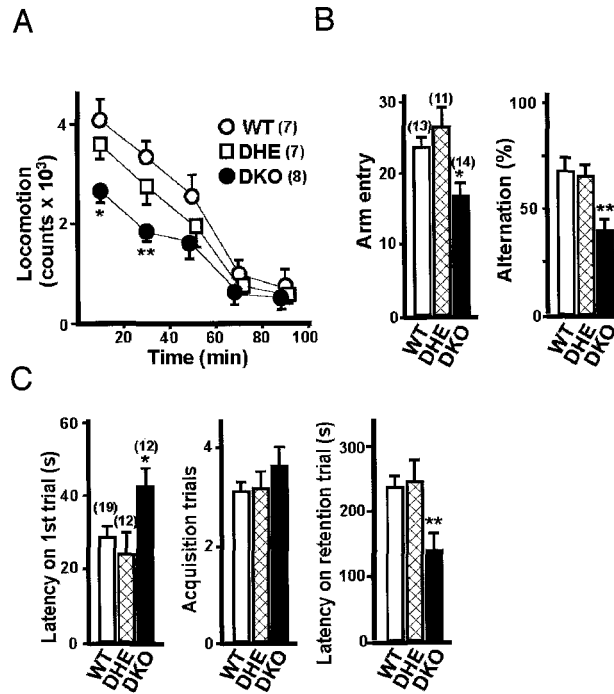 A
Locomotion
(counts x 10³)
4
2
0
WT (7)
DHE (7)
DKO (8)
*
**
20 40 60 80 100
Time (min)
B
Arm entry
30
20
10
0
(13)
(11)
(14)
*
WT
DHE
DKO
Alternation (%)
100
50
0
**
WT
DHE
DKO
C
Latency on 1st trial (s)
60
40
20
0
(19)
(12)
(12)
*
WT
DHE
DKO
Acquisition trials
4
2
0
WT
DHE
DKO
Latency on retention trial (s)
300
200
100
0
**
WT
DHE
DKO